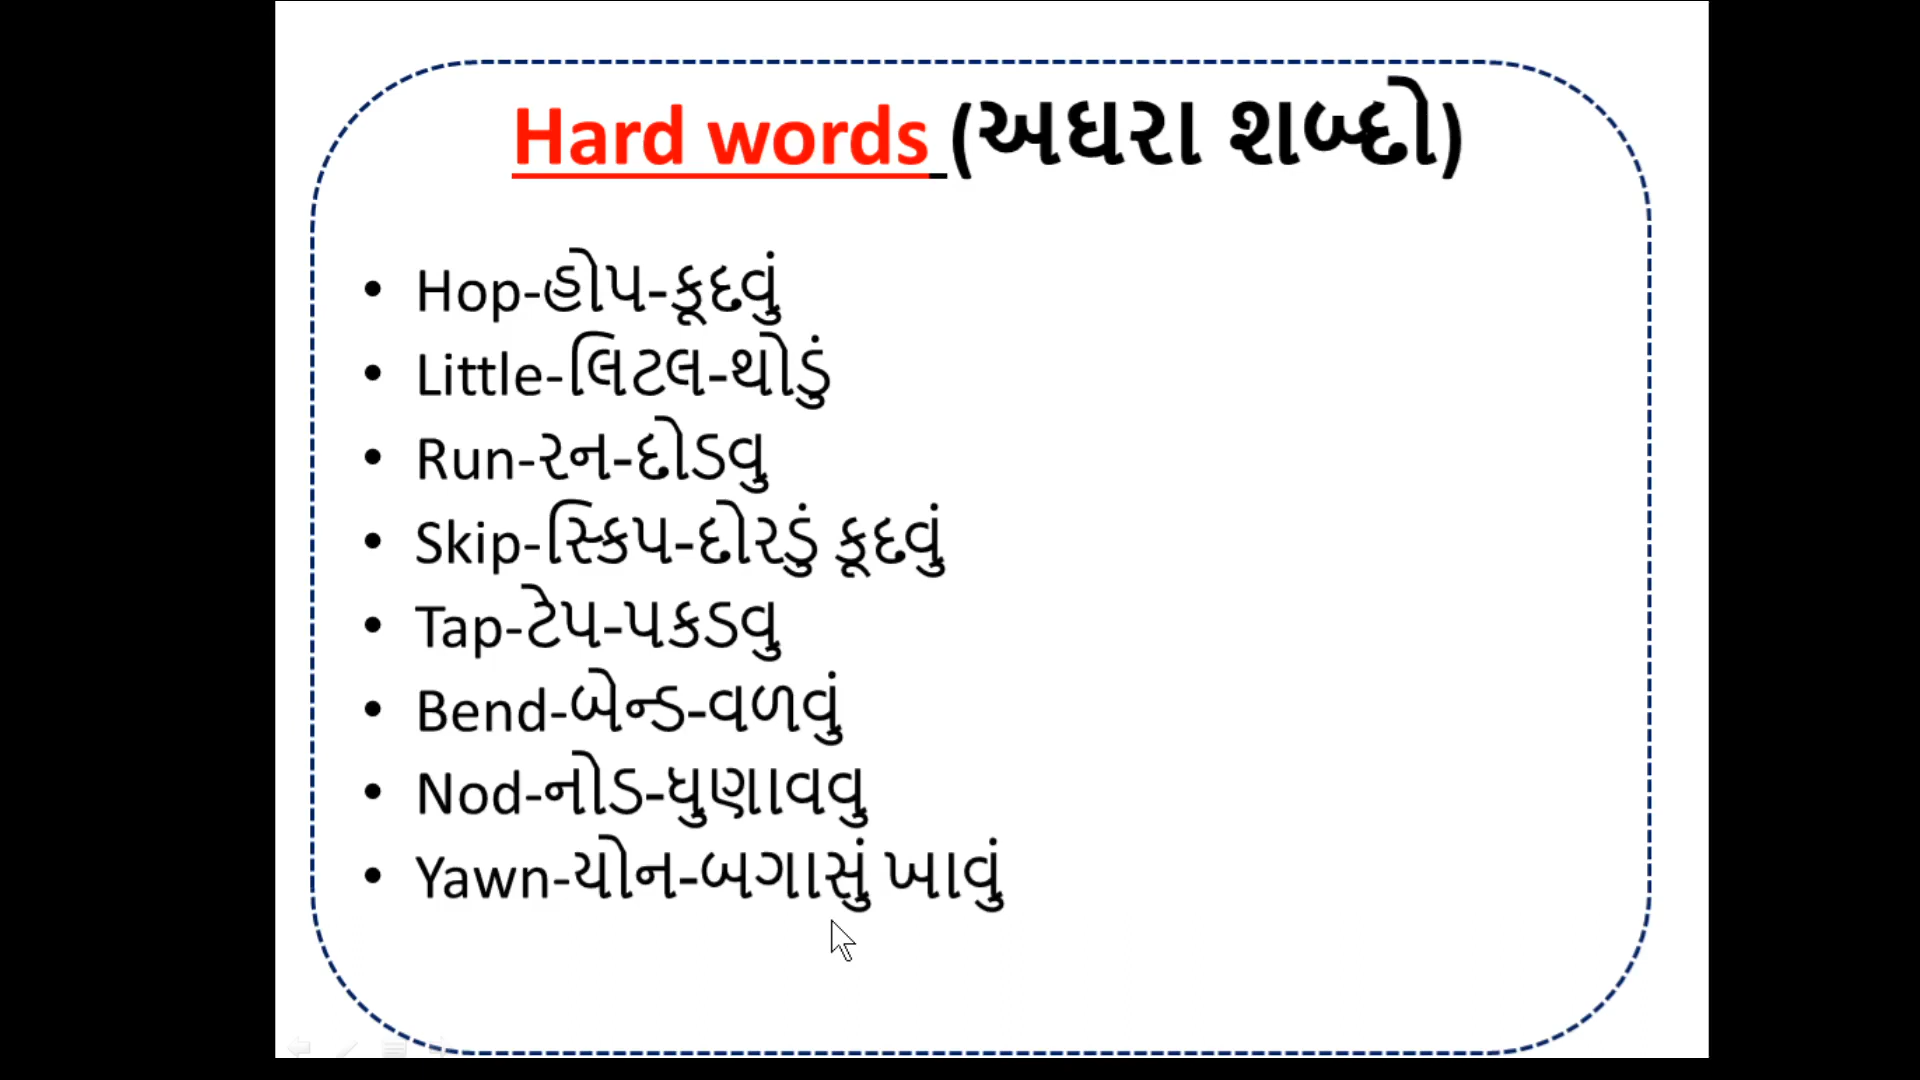 Hard words (અઘરા શબ્દો)
• Hop-હોપ-કૂદવું
• Little-લિટલ-થોડું
• Run-રન-દોડવુ
• Skip-સ્કિપ-દોરડું કૂદવું
• Tap-ટેપ-પકડવુ
• Bend-બેન્ડ-વળવું
• Nod-નોડ-ધુણાવવુ
• Yawn-યોન-બગાસું ખાવું